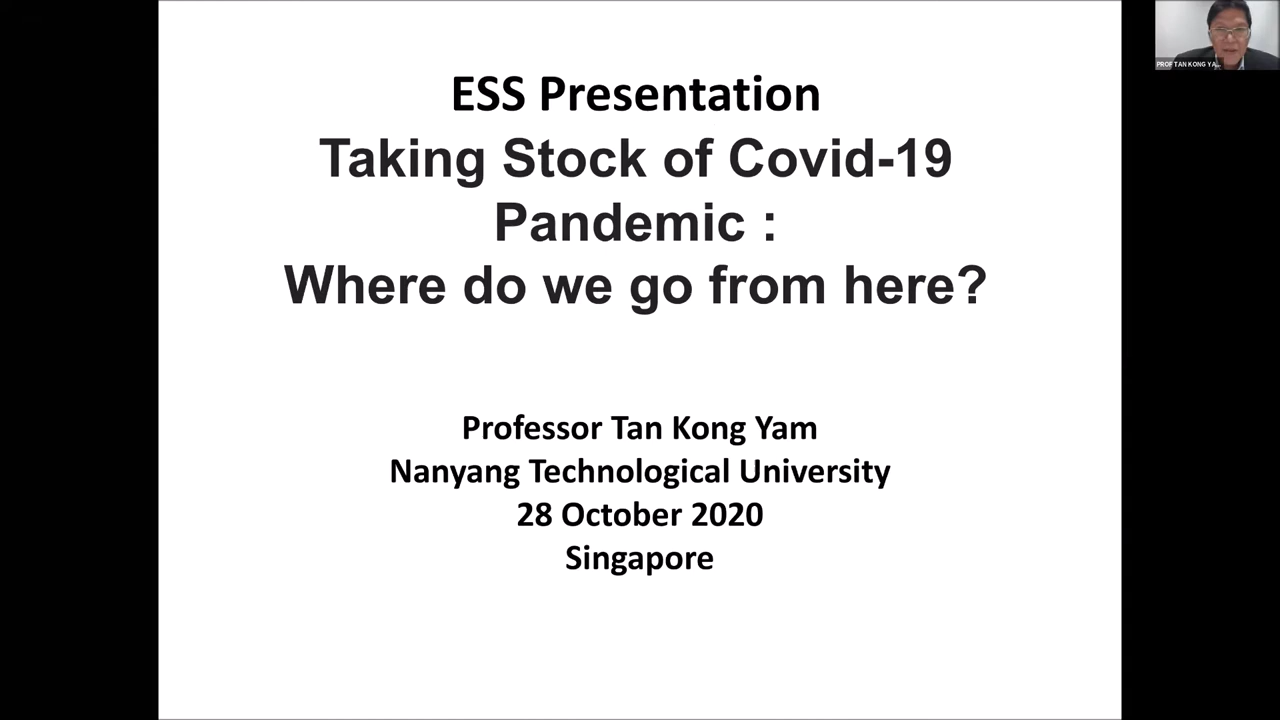 ESS Presentation
Taking Stock of Covid-19
Pandemic :
Where do we go from here?
Professor Tan Kong Yam
Nanyang Technological University
28 October 2020
Singapore
PROF TAN KONG YA...